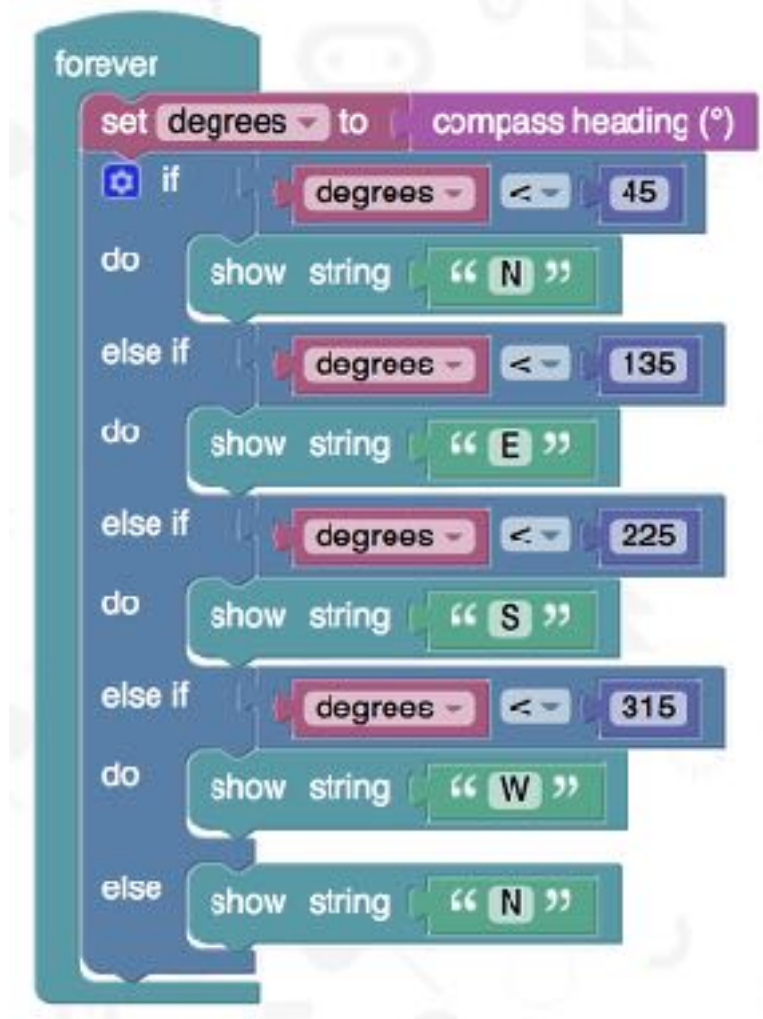 forever
set degrees to compass heading (°)
if degrees < 45
do show string “ N ”
else if degrees < 135
do show string “ E ”
else if degrees < 225
do show string “ S ”
else if degrees < 315
do show string “ W ”
else show string “ N ”